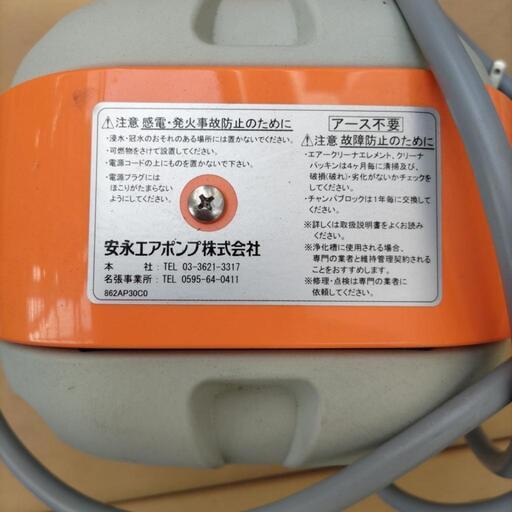 ⚠注意 感電・発火事故防止のために
・浸水・冠水のおそれのある場所には置かないでください。
・可燃物をさけて設置してください。
・電源コードの上にものを置かないで下さい。
・電源プラグには
ほこりがたまらない
ようにしてください。
安永エアポンプ株式会社
本　　社：TEL 03-3621-3317
名張事業所：TEL 0595-64-0411
862AP30C0
アース不要
⚠注意 故障防止のために
・エアークリーナエレメント、クリーナ
パッキンは4ヶ月毎に清掃及び、
破損(破れ)・劣化がないかチェックを
してください。
・チャンバブロックは1年毎に交換して
ください。
※詳しくは取扱説明書をよくお読み
ください。
※浄化槽に使用される場合、
専門の業者と維持管理契約される
ことをおすすめします。
※修理・点検は専門の業者に
依頼してください。